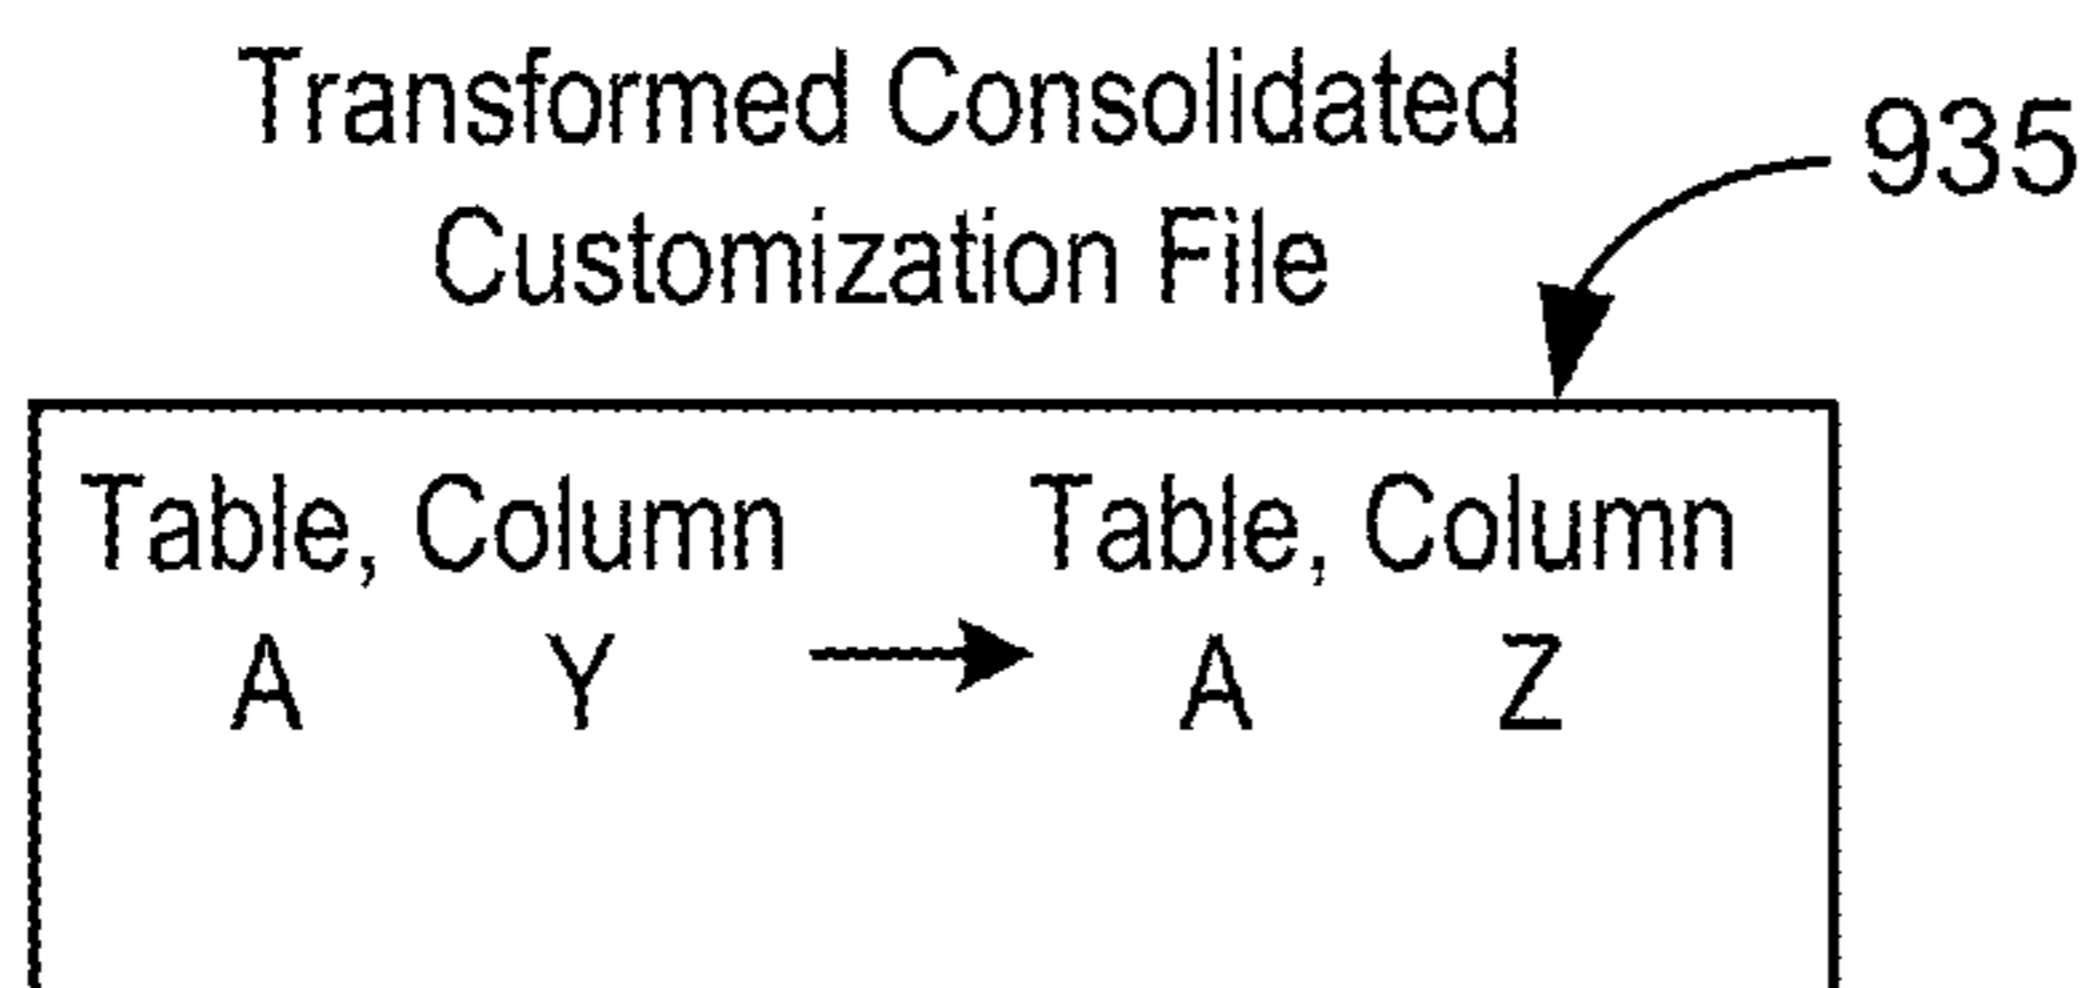 Transformed Consolidated
Customization File
935
Table, Column Table, Column
A Y → A Z